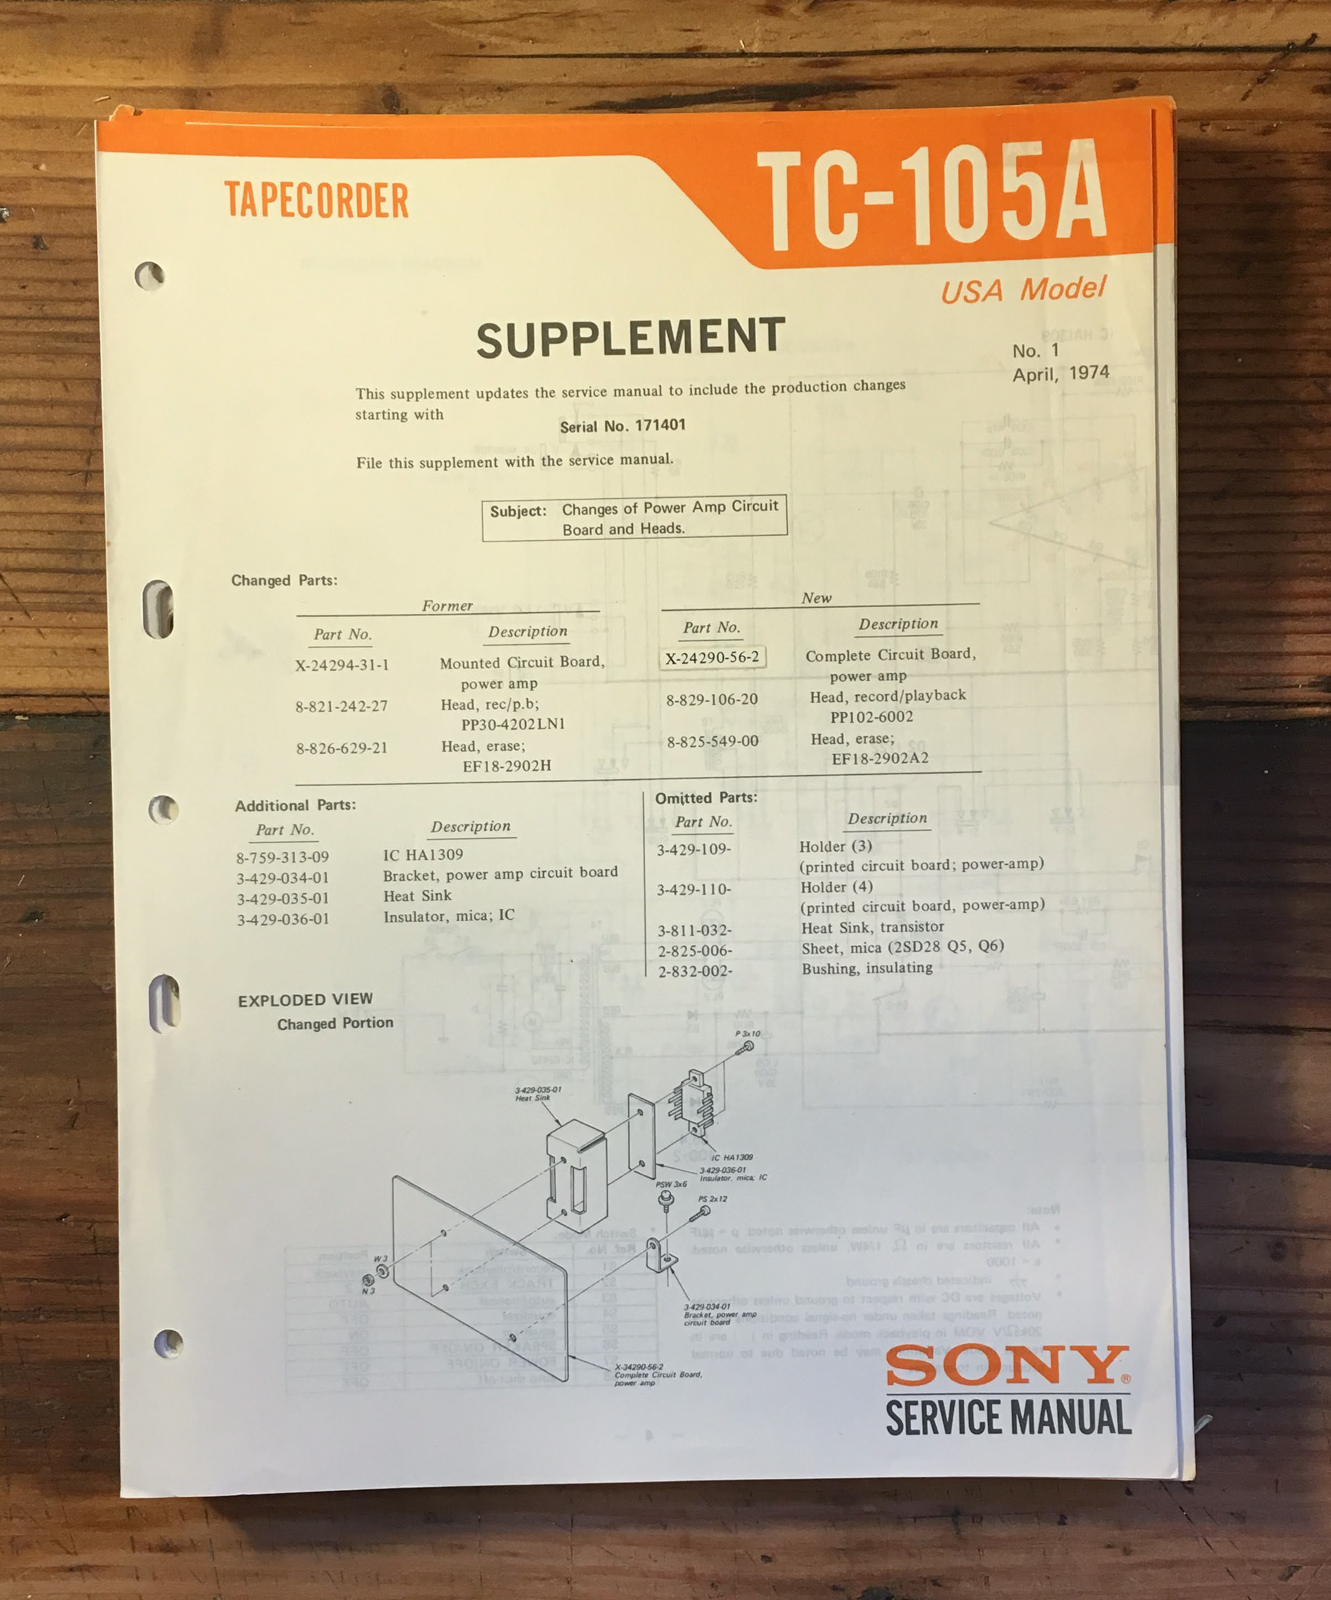 TAPECORDER
TC-105A
USA Model
SUPPLEMENT
No. 1
April, 1974
This supplement updates the service manual to include the production changes
starting with
Serial No. 171401
File this supplement with the service manual.
Subject: Changes of Power Amp Circuit
Board and Heads.
Changed Parts:
Former
New
Part No. Description Part No. Description
X-24294-31-1 Mounted Circuit Board, X-24290-56-2 Complete Circuit Board,
power amp power amp
8-821-242-27 Head, rec/p.b; 8-829-106-20 Head, record/playback
PP30-4202LN1 PP102-6002
8-826-629-21 Head, erase; 8-825-549-00 Head, erase;
EF18-2902H EF18-2902A2
Additional Parts:
Part No. Description
8-759-313-09 IC HA1309
3-429-034-01 Bracket, power amp circuit board
3-429-035-01 Heat Sink
3-429-036-01 Insulator, mica; IC
Omitted Parts:
Part No. Description
3-429-109- Holder (3)
(printed circuit board; power-amp)
3-429-110- Holder (4)
(printed circuit board, power-amp)
3-811-032- Heat Sink, transistor
2-825-006- Sheet, mica (2SD28 Q5, Q6)
2-832-002- Bushing, insulating
EXPLODED VIEW
Changed Portion
P 3x10
3-429-035-01
Heat Sink
IC HA1309
3-429-036-01
Insulator, mica; IC
PSW 3x6
PS 2x12
W 3
N 3
3-429-034-01
Bracket, power amp
circuit board
X-34290-56-2
Complete Circuit Board,
power amp
SONY®
SERVICE MANUAL